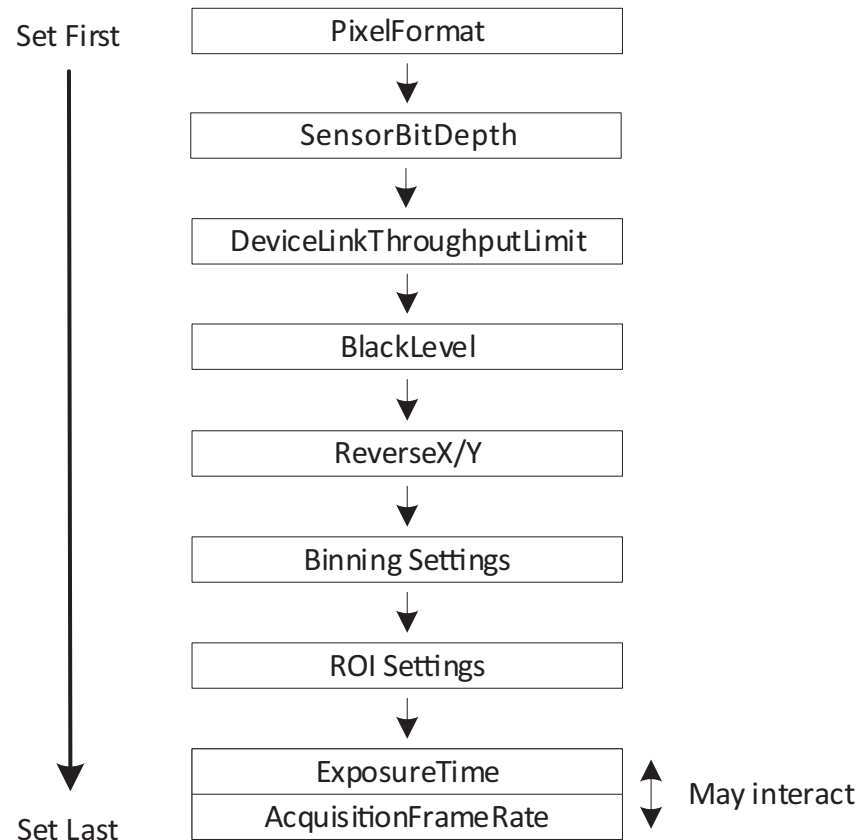 Set First
PixelFormat
SensorBitDepth
DeviceLinkThroughputLimit
BlackLevel
ReverseX/Y
Binning Settings
ROI Settings
ExposureTime
May interact
AcquisitionFrameRate
Set Last